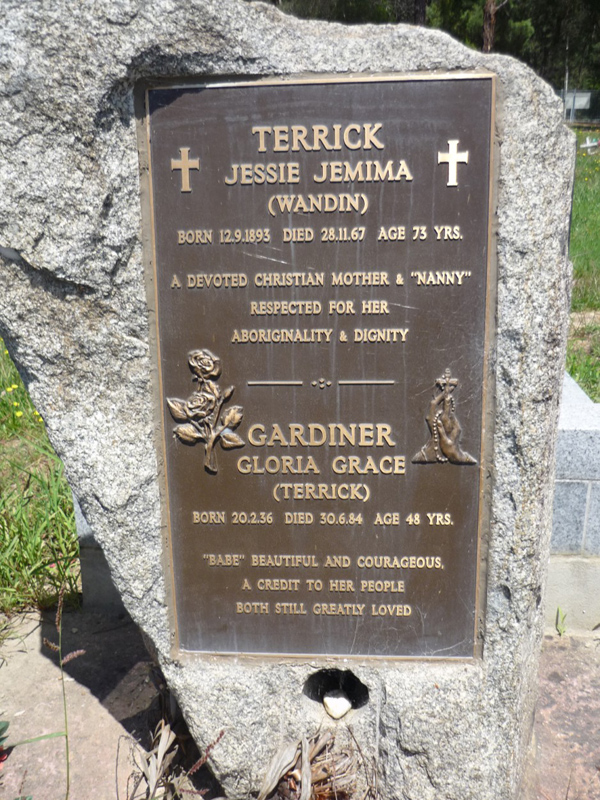 TERRICK
JESSIE JEMIMA
(WANDIN)
BORN 12.9.1893 DIED 28.11.67 AGE 73 YRS.
A DEVOTED CHRISTIAN MOTHER & "NANNY"
RESPECTED FOR HER
ABORIGINALITY & DIGNITY
GARDINER
GLORIA GRACE
(TERRICK)
BORN 20.2.36 DIED 30.6.84 AGE 48 YRS.
"BABE" BEAUTIFUL AND COURAGEOUS,
A CREDIT TO HER PEOPLE
BOTH STILL GREATLY LOVED